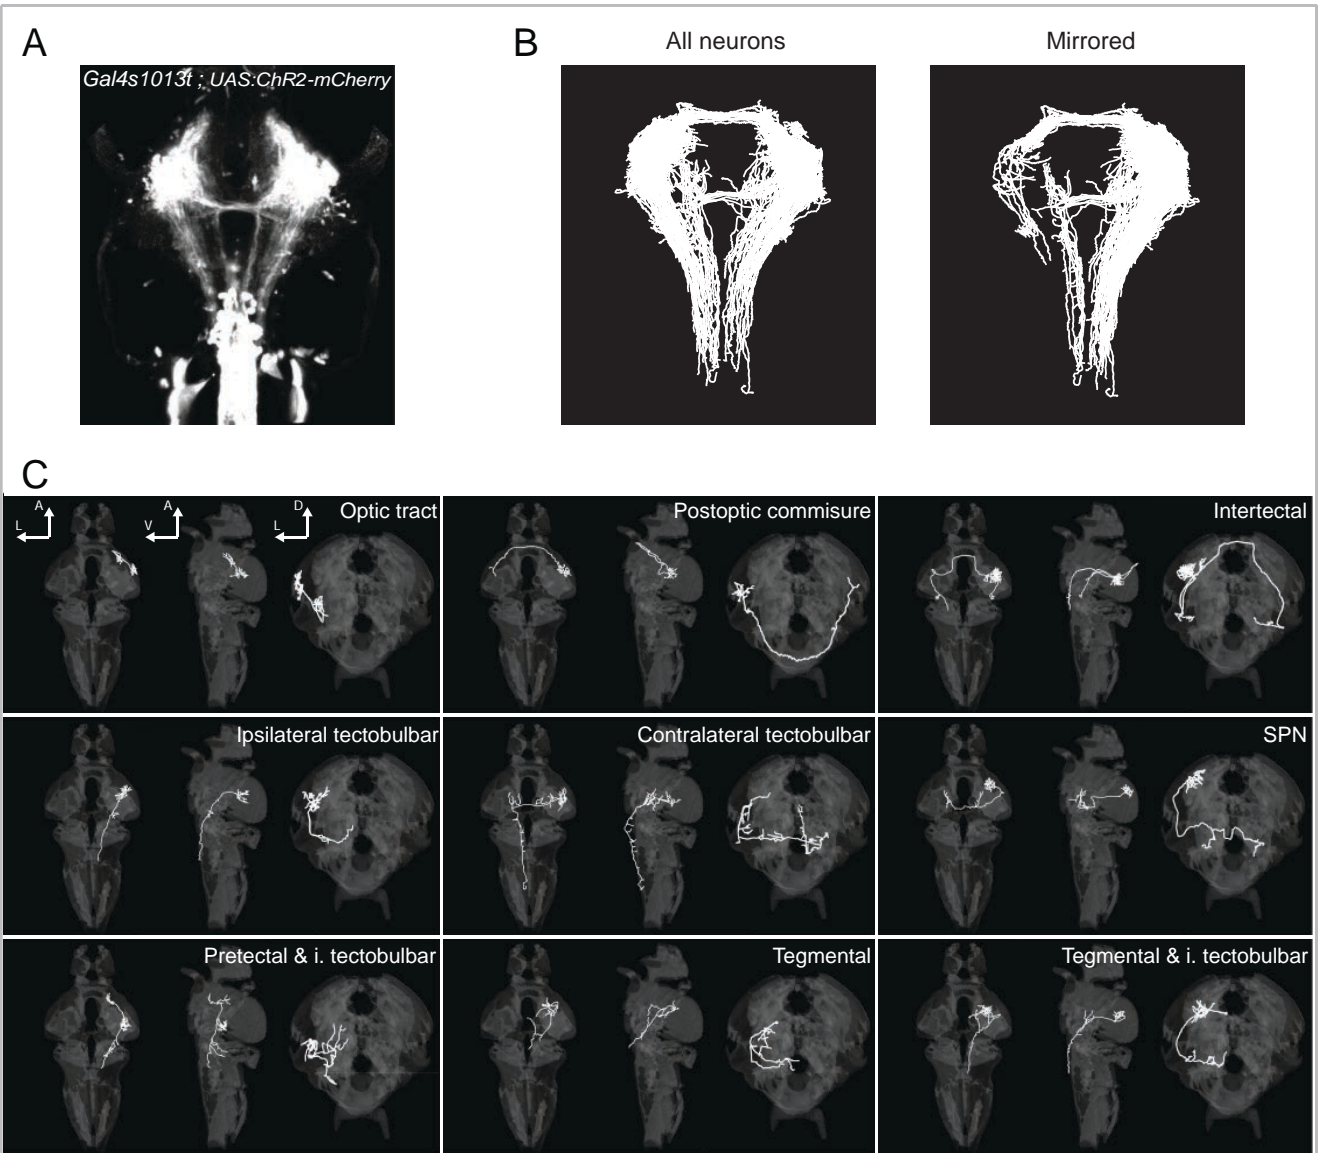 A
B
All neurons
Mirrored
Gal4s1013t ; UAS:ChR2-mCherry
C
A
L
A
V
D
L
Optic tract
Postoptic commisure
Intertectal
Ipsilateral tectobulbar
Contralateral tectobulbar
SPN
Pretectal & i. tectobulbar
Tegmental
Tegmental & i. tectobulbar